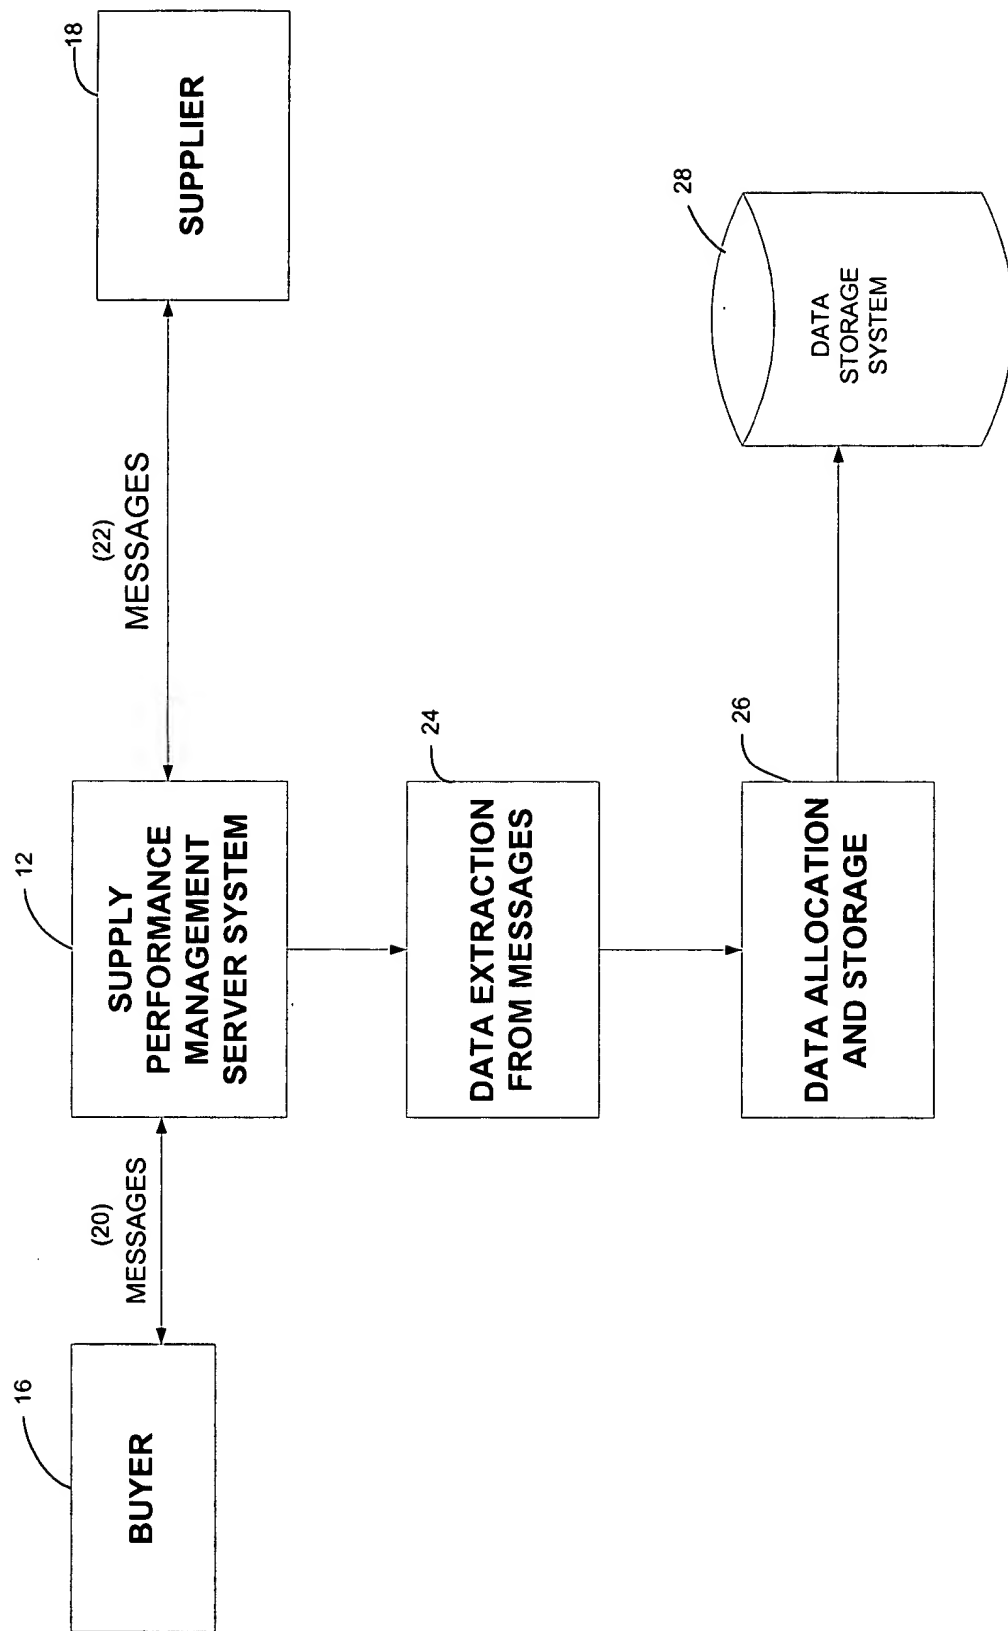 16
BUYER
(20)
MESSAGES
12
SUPPLY
PERFORMANCE
MANAGEMENT
SERVER SYSTEM
(22)
MESSAGES
18
SUPPLIER
24
DATA EXTRACTION
FROM MESSAGES
26
DATA ALLOCATION
AND STORAGE
28
DATA
STORAGE
SYSTEM